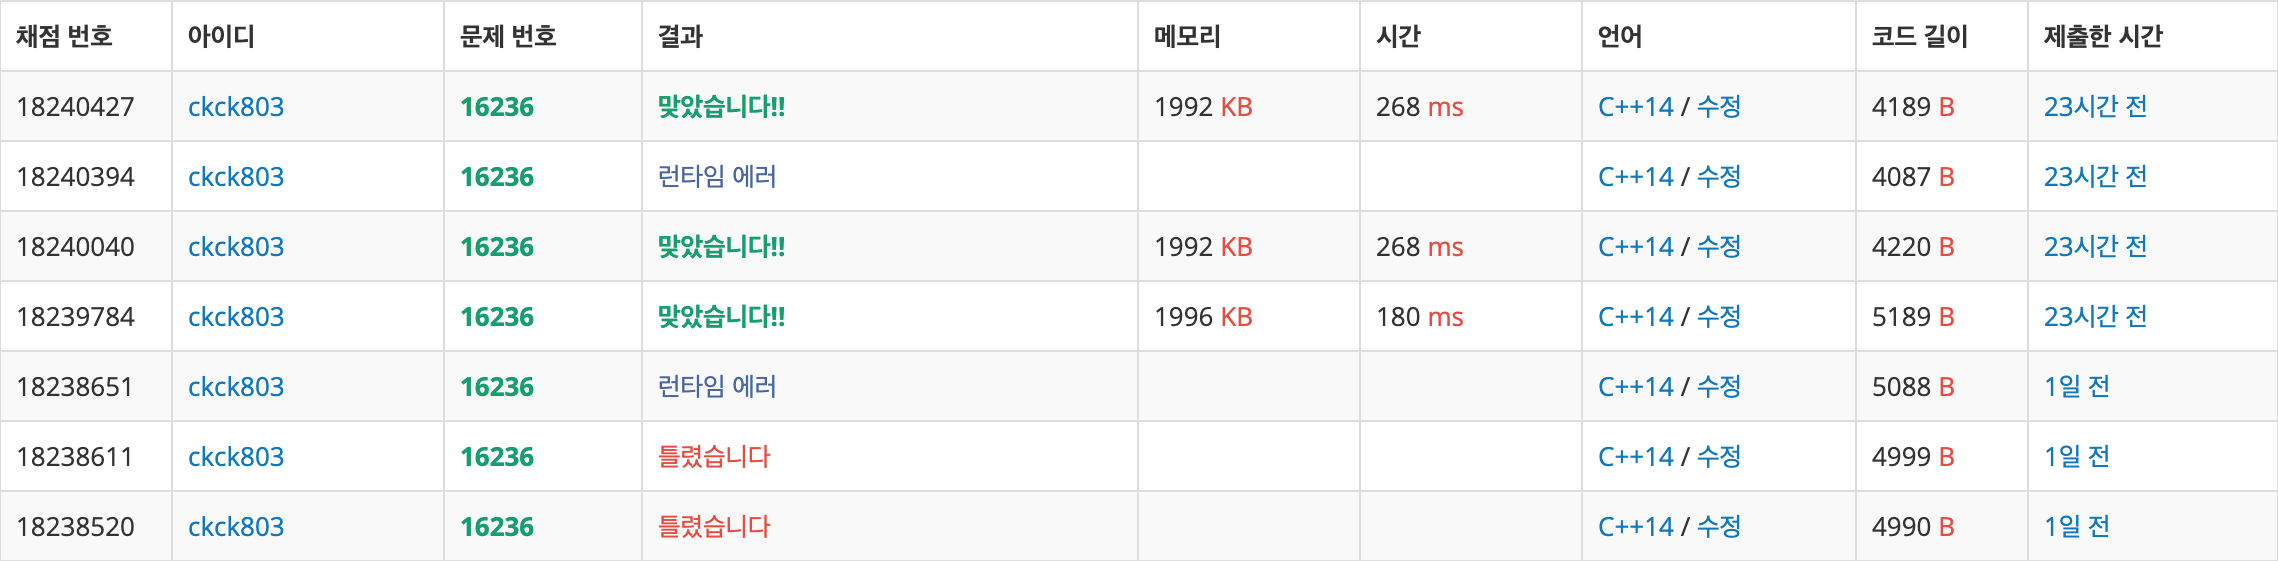 채점 번호 아이디 문제 번호 결과 메모리 시간 언어 코드 길이 제출한 시간
18240427 ckck803 16236 맞았습니다!! 1992 KB 268 ms C++14 / 수정 4189 B 23시간 전
18240394 ckck803 16236 런타임 에러 C++14 / 수정 4087 B 23시간 전
18240040 ckck803 16236 맞았습니다!! 1992 KB 268 ms C++14 / 수정 4220 B 23시간 전
18239784 ckck803 16236 맞았습니다!! 1996 KB 180 ms C++14 / 수정 5189 B 23시간 전
18238651 ckck803 16236 런타임 에러 C++14 / 수정 5088 B 1일 전
18238611 ckck803 16236 틀렸습니다 C++14 / 수정 4999 B 1일 전
18238520 ckck803 16236 틀렸습니다 C++14 / 수정 4990 B 1일 전